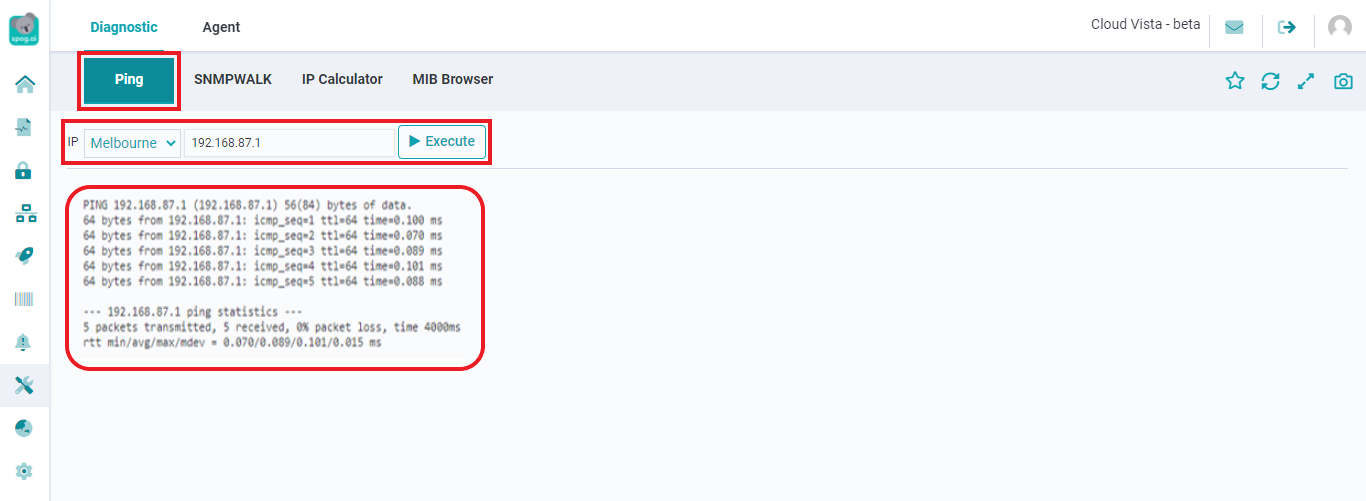 Diagnostic Agent Cloud Vista - beta
spog.ai
Ping SNMPWALK IP Calculator MIB Browser
IP Melbourne 192.168.87.1 Execute
PING 192.168.87.1 (192.168.87.1) 56(84) bytes of data.
64 bytes from 192.168.87.1: icmp_seq=1 ttl=64 time=0.100 ms
64 bytes from 192.168.87.1: icmp_seq=2 ttl=64 time=0.070 ms
64 bytes from 192.168.87.1: icmp_seq=3 ttl=64 time=0.089 ms
64 bytes from 192.168.87.1: icmp_seq=4 ttl=64 time=0.101 ms
64 bytes from 192.168.87.1: icmp_seq=5 ttl=64 time=0.088 ms
--- 192.168.87.1 ping statistics ---
5 packets transmitted, 5 received, 0% packet loss, time 4000ms
rtt min/avg/max/mdev = 0.070/0.089/0.101/0.015 ms